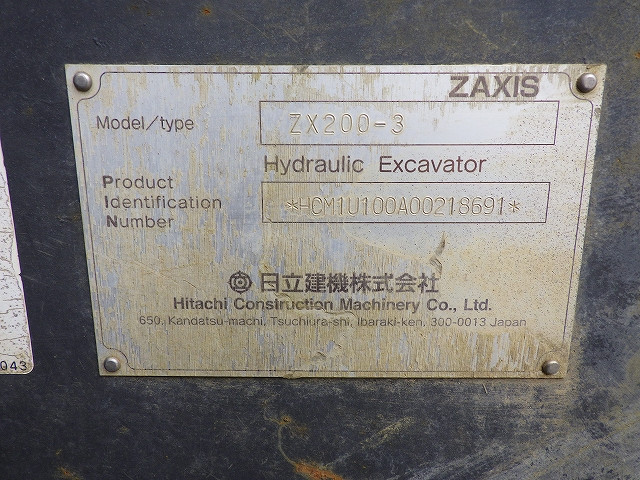 ZAXIS
Model/type ZX200-3
Hydraulic Excavator
Product
Identification
Number
*HCM1U100A00218691*
日立建機株式会社
Hitachi Construction Machinery Co., Ltd.
650, Kandatsu-machi, Tsuchiura-shi, Ibaraki-ken, 300-0013 Japan
043